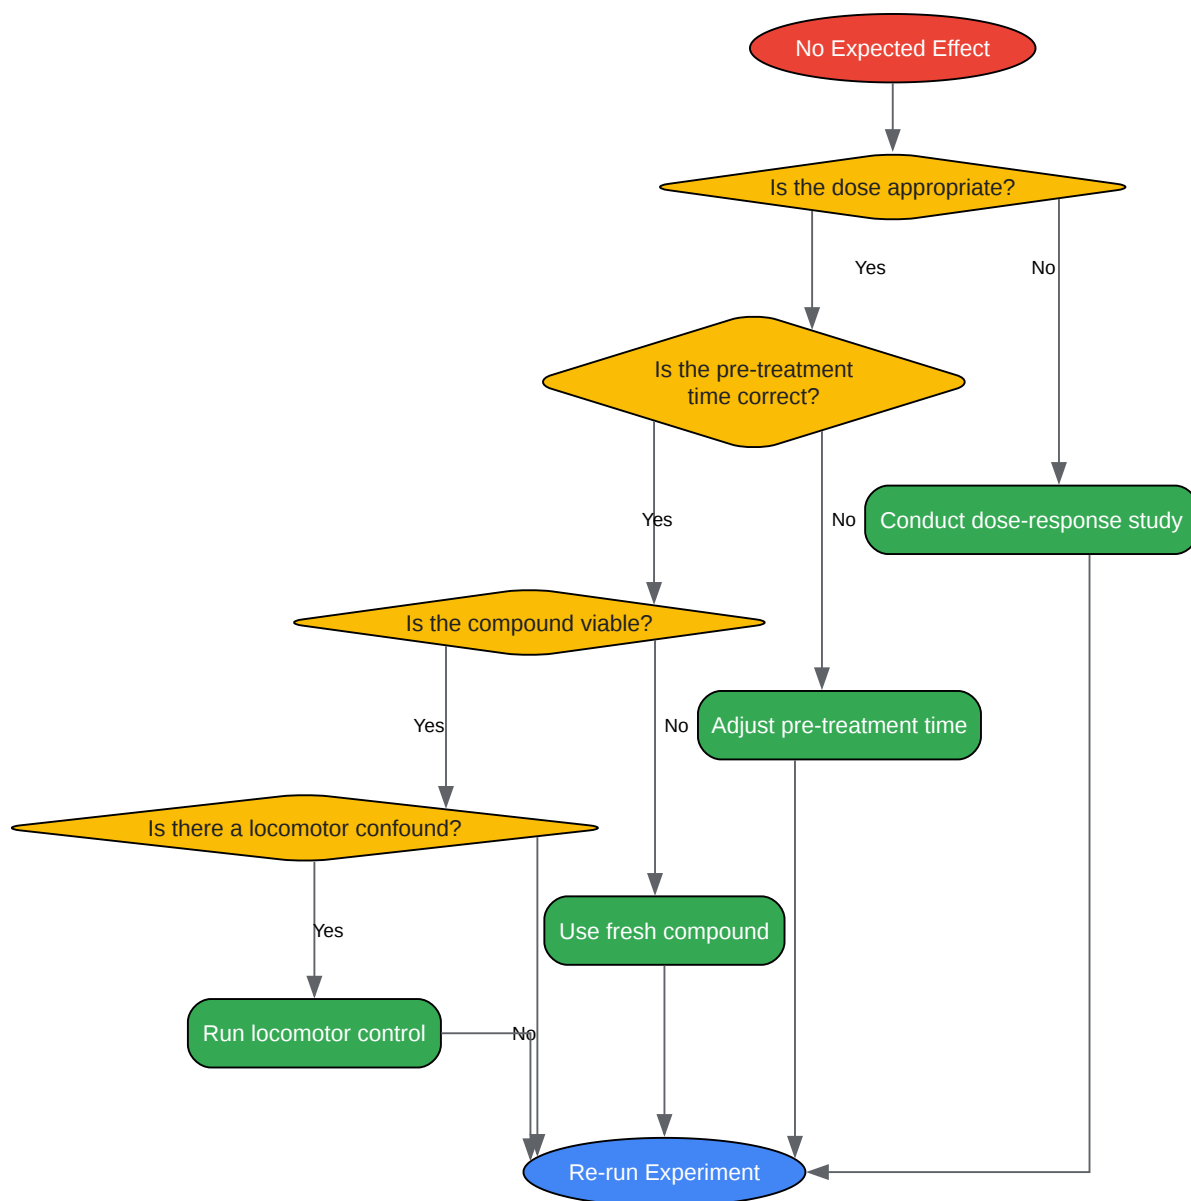 No Expected Effect
Is the dose appropriate?
Yes
No
Is the pre-treatment
time correct?
Yes
No
Conduct dose-response study
Is the compound viable?
Yes
No
Adjust pre-treatment time
Is there a locomotor confound?
Yes
Use fresh compound
Run locomotor control
No
Re-run Experiment